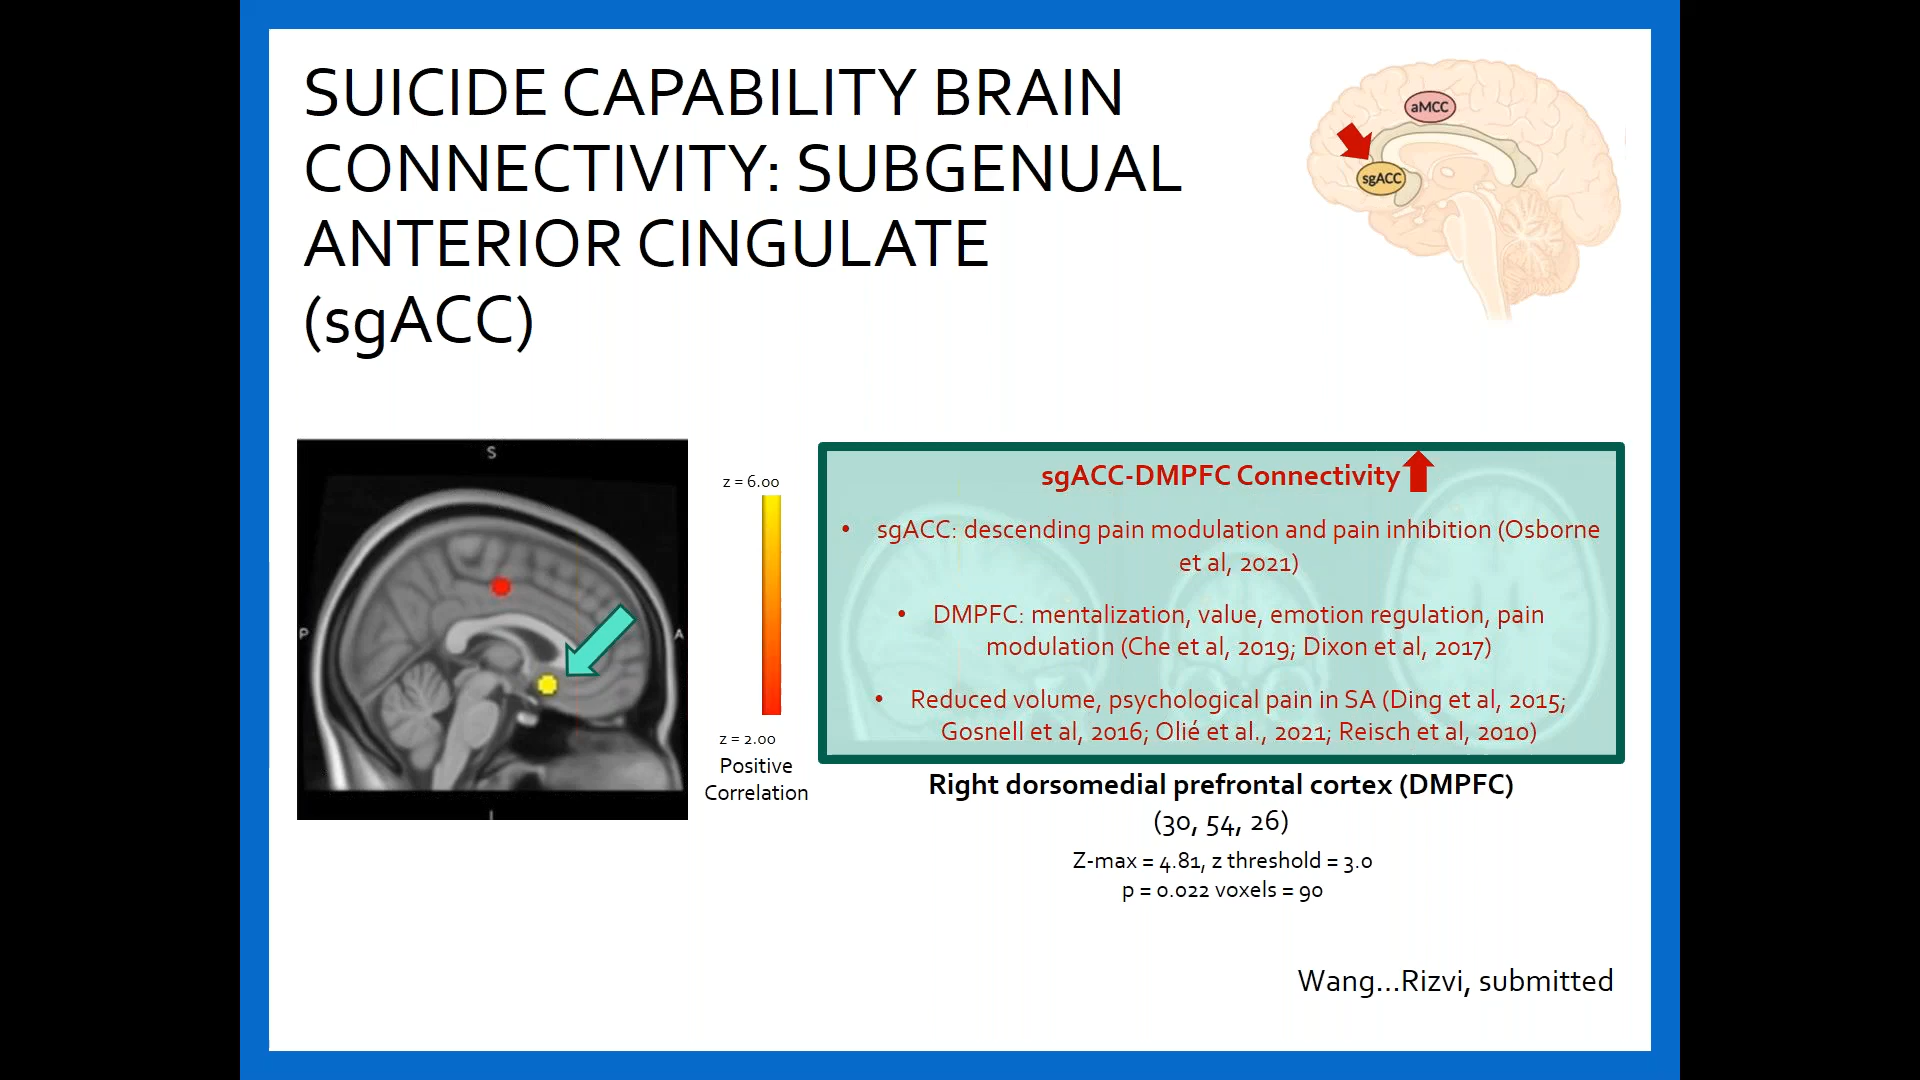 SUICIDE CAPABILITY BRAIN
CONNECTIVITY: SUBGENUAL
ANTERIOR CINGULATE
(sgACC)
aMCC
sgACC
S
P
A
I
z = 6.00
z = 2.00
Positive
Correlation
sgACC-DMPFC Connectivity
• sgACC: descending pain modulation and pain inhibition (Osborne
et al, 2021)
• DMPFC: mentalization, value, emotion regulation, pain
modulation (Che et al, 2019; Dixon et al, 2017)
• Reduced volume, psychological pain in SA (Ding et al, 2015;
Gosnell et al, 2016; Olié et al., 2021; Reisch et al, 2010)
Right dorsomedial prefrontal cortex (DMPFC)
(30, 54, 26)
Z-max = 4.81, z threshold = 3.0
p = 0.022 voxels = 90
Wang...Rizvi, submitted